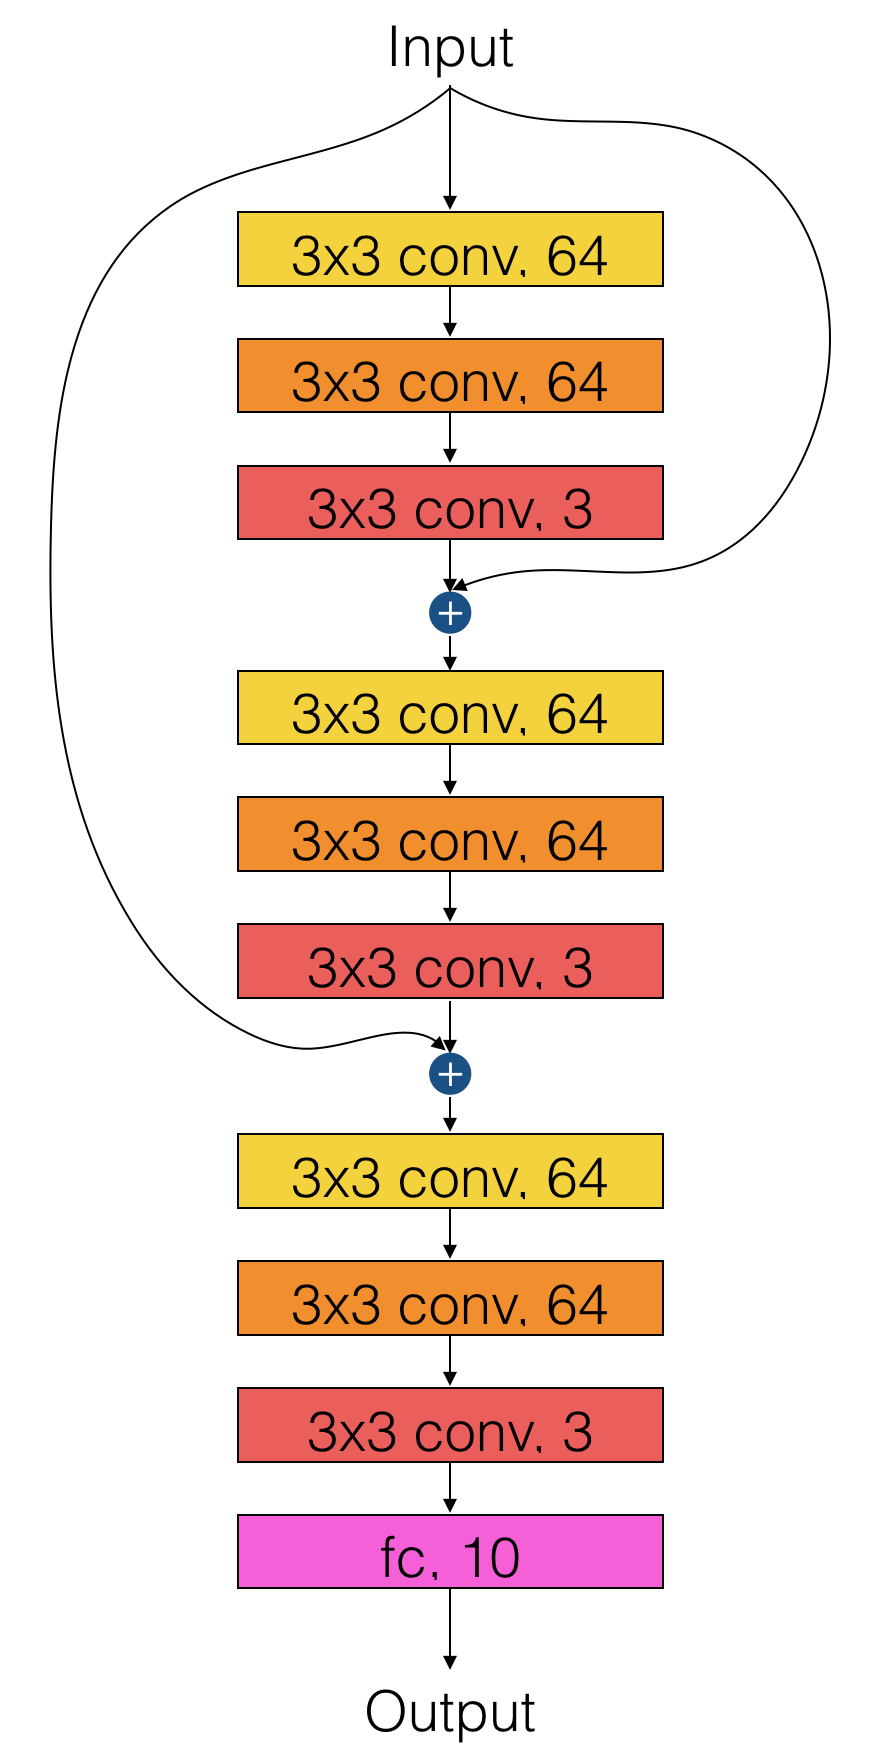 Input
3x3 conv, 64
3x3 conv, 64
3x3 conv, 3
+
3x3 conv, 64
3x3 conv, 64
3x3 conv, 3
+
3x3 conv, 64
3x3 conv, 64
3x3 conv, 3
fc, 10
Output